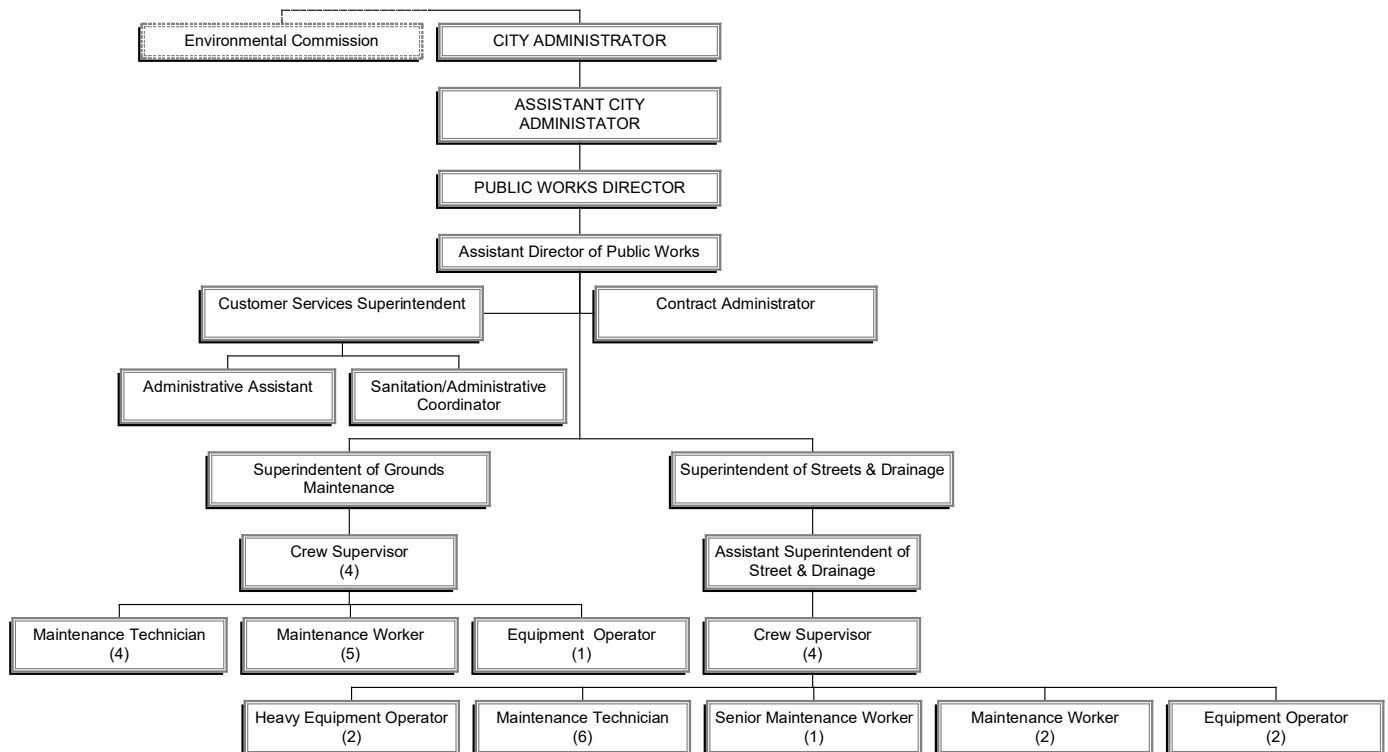 Environmental Commission
CITY ADMINISTRATOR
ASSISTANT CITY
ADMINISTATOR
PUBLIC WORKS DIRECTOR
Assistant Director of Public Works
Customer Services Superintendent
Contract Administrator
Administrative Assistant
Sanitation/Administrative
Coordinator
Superindentent of Grounds
Maintenance
Superintendent of Streets & Drainage
Crew Supervisor
(4)
Assistant Superintendent of
Street & Drainage
Maintenance Technician
(4)
Maintenance Worker
(5)
Equipment Operator
(1)
Crew Supervisor
(4)
Heavy Equipment Operator
(2)
Maintenance Technician
(6)
Senior Maintenance Worker
(1)
Maintenance Worker
(2)
Equipment Operator
(2)